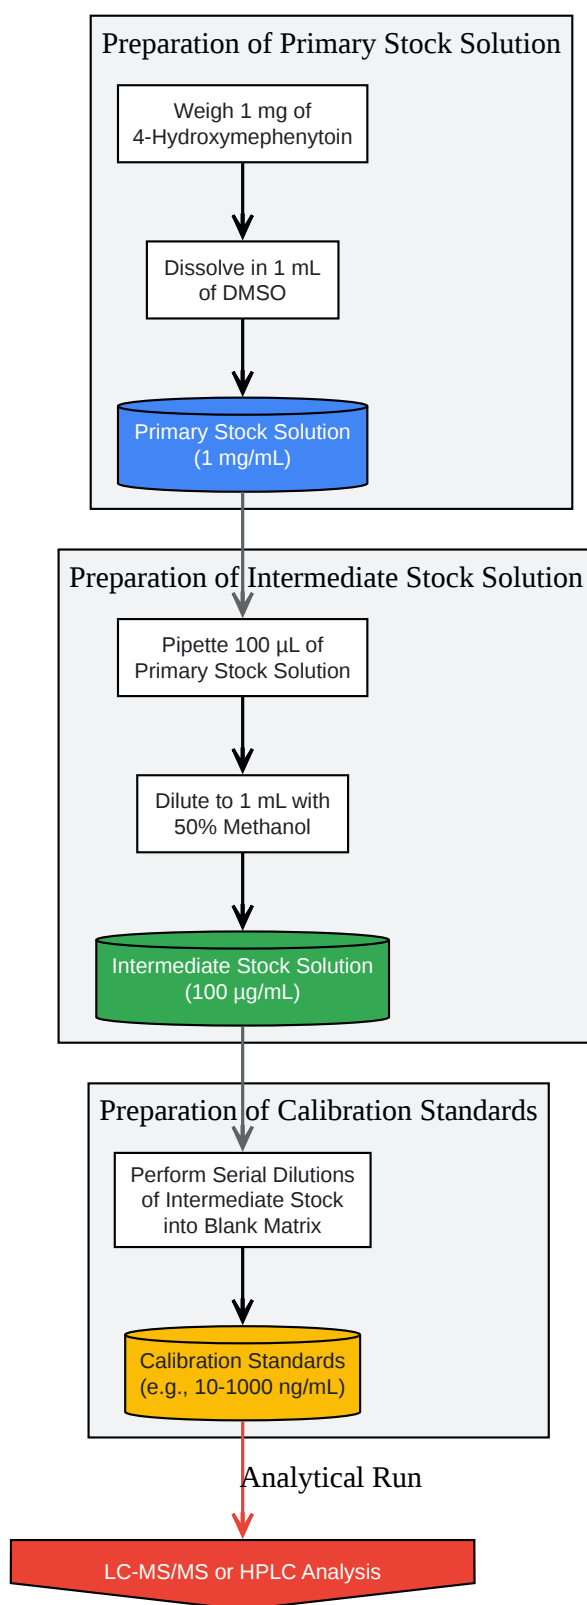 Preparation of Primary Stock Solution
Weigh 1 mg of
4-Hydroxymephenytoin
Dissolve in 1 mL
of DMSO
Primary Stock Solution
(1 mg/mL)
Preparation of Intermediate Stock Solution
Pipette 100 µL of
Primary Stock Solution
Dilute to 1 mL with
50% Methanol
Intermediate Stock Solution
(100 µg/mL)
Preparation of Calibration Standards
Perform Serial Dilutions
of Intermediate Stock
into Blank Matrix
Calibration Standards
(e.g., 10-1000 ng/mL)
Analytical Run
LC-MS/MS or HPLC Analysis